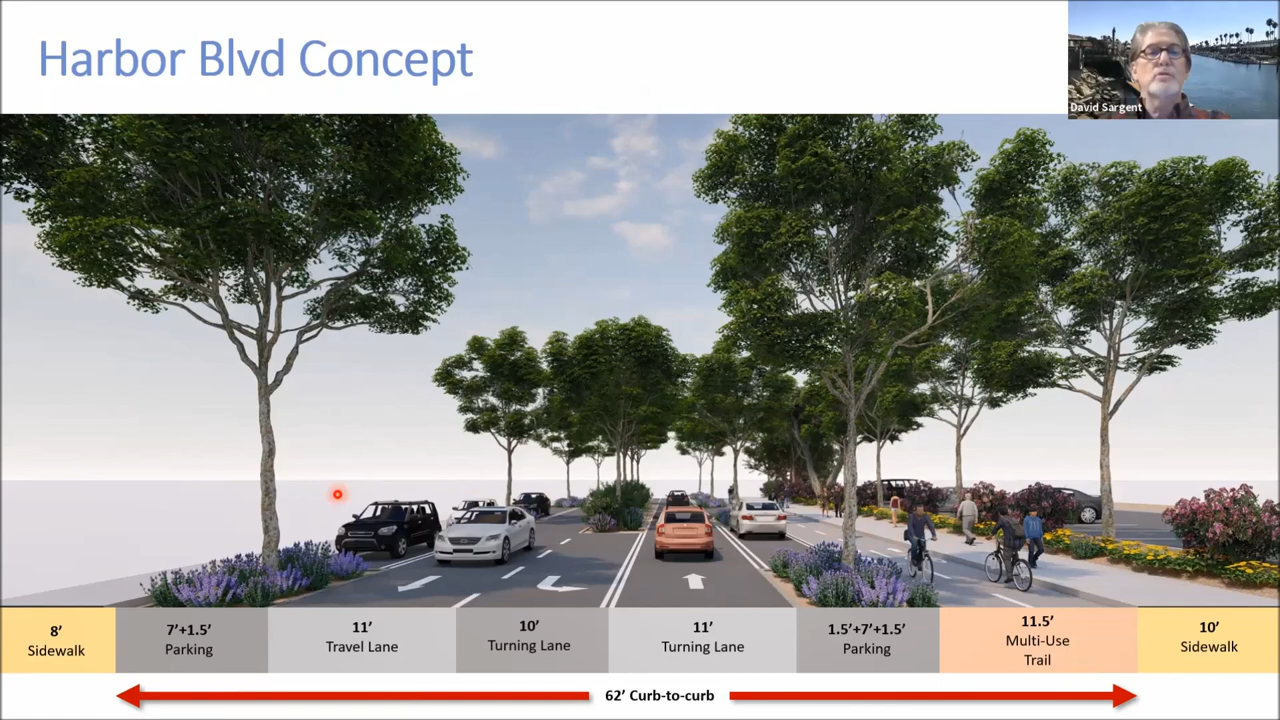 Harbor Blvd Concept
David Sargent
8’
Sidewalk
7’+1.5’
Parking
11’
Travel Lane
10’
Turning Lane
11’
Turning Lane
1.5’+7’+1.5’
Parking
11.5’
Multi-Use
Trail
10’
Sidewalk
62’ Curb-to-curb